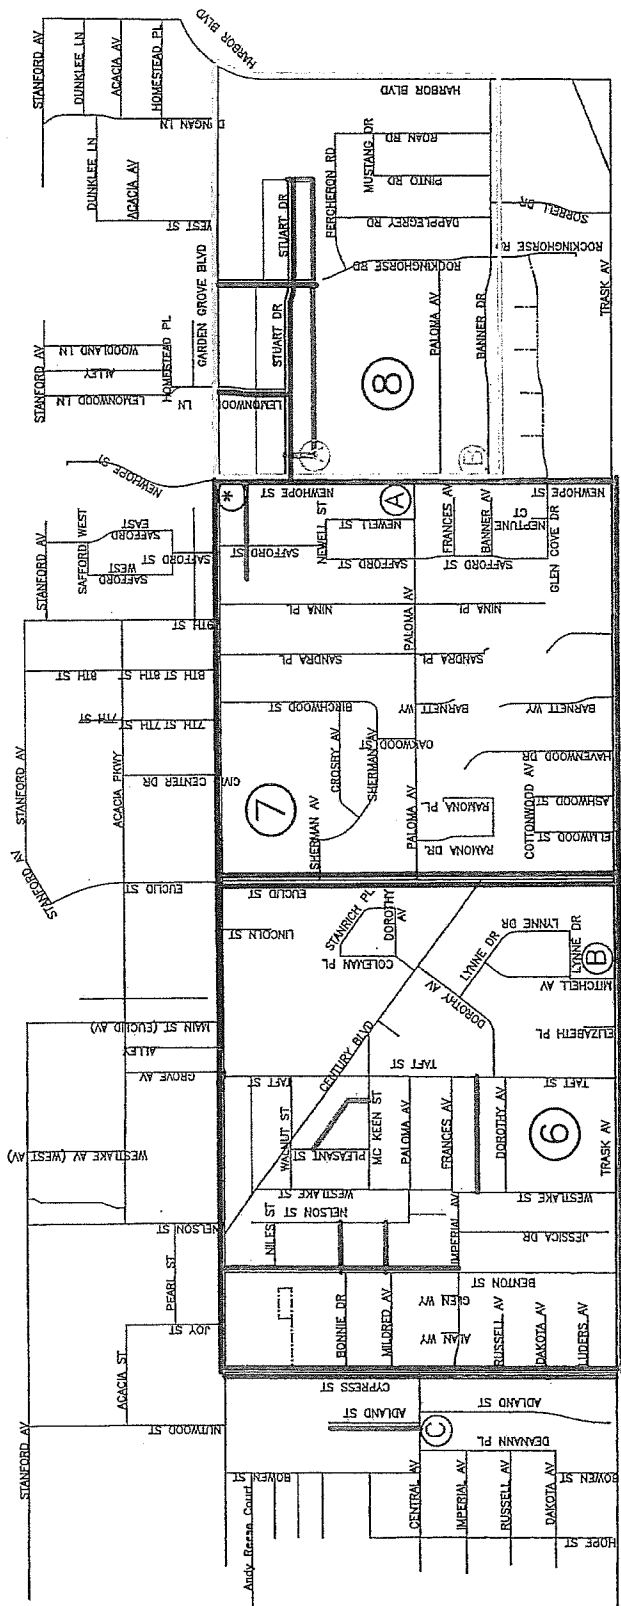 STANFORD AV
DUNKLEE LN
ACACIA AV
HOMESTEAD PL
HARBOR BLVD
HARBOR BLVD
D NGAN LN
DUNKLEE LN
ACACIA AV
WEST ST
GARDEN GROVE BLVD
MUSTANG DR
ROAN RD
PINTO RD
PERCHERON RD
DAPPLEGREY RD
SORRELL DR
ROCKINGHORSE R
ROCKINGHORSE RD
STUART DR
STUART DR
PALOMA AV
BANNER DR
TRASK AV
STANFORD AV
WOODLAND LN
ALLEY
LEMONWOOD LN
HOMESTEAD PL
LN
LEMONWOOD
8
A
B
NEWHOPE ST
*
NEWHOPE ST
A
NEWHOPE ST
STANFORD AV
SAFFORD WEST
SAFFORD EAST
SAFFORD WEST
SAFFORD ST
SAFFORD ST
NEWELL ST
NEWELL ST
SAFFORD ST
SAFFORD ST
FRANCES AV
BANNER AV
NEPTUNE CT
GLEN COVE DR
9TH ST
NINA PL
PALOMA AV
NINA PL
8TH ST
8TH ST
8TH ST
SANDRA PL
SANDRA PL
7TH ST
7TH ST
7TH ST
BIRCHWOOD ST
BARNETT WY
BARNETT WY
STANFORD AV
ACACIA PKWY
CIVI
CENTER DR
7
CROSBY AV
SHERMAN AV
OAKWOOD ST
HAVENWOOD DR
SHERMAN AV
PALOMA AV
RAMONA PL
RAMONA DR.
COTTONWOOD AV
ASHWOOD ST
ELMWOOD ST
STANFORD AV
EUCLID ST
EUCLID ST
LINCOLN ST
STANRICH PL
DOROTHY AV
COLEMAN PL
LYNNE DR
LYNNE DR
LYNNE DR
B
MITCHELL AV
DOROTHY AV
ELIZABETH PL
MAIN ST (EUCLID AV)
ALLEY
GROVE AV
CENTURY BLVD
TAFT ST
TAFT ST
TAFT ST
WALNUT ST
PLEASANT ST
MC KEEN ST
PALOMA AV
FRANCES AV
DOROTHY AV
6
TRASK AV
WESTLAKE AV (WEST AV)
WESTLAKE ST
WESTLAKE ST
NELSON ST
NELSON ST
NILES ST
IMPERIAL AV
JESSICA DR
PEARL ST
JOY ST
BENTON ST
BONNIE DR
MILDRED AV
GLEN WY
ALAN WY
RUSSELL AV
DAKOTA AV
LUDERS AV
ACACIA ST
CYPRESS ST
STANFORD AV
NUTWOOD ST
ADLAND ST
ADLAND ST
C
DEANANN PL
BOWEN ST
BOWEN ST
Andy Reese Court
CENTRAL AV
IMPERIAL AV
RUSSELL AV
DAKOTA AV
HOPE ST